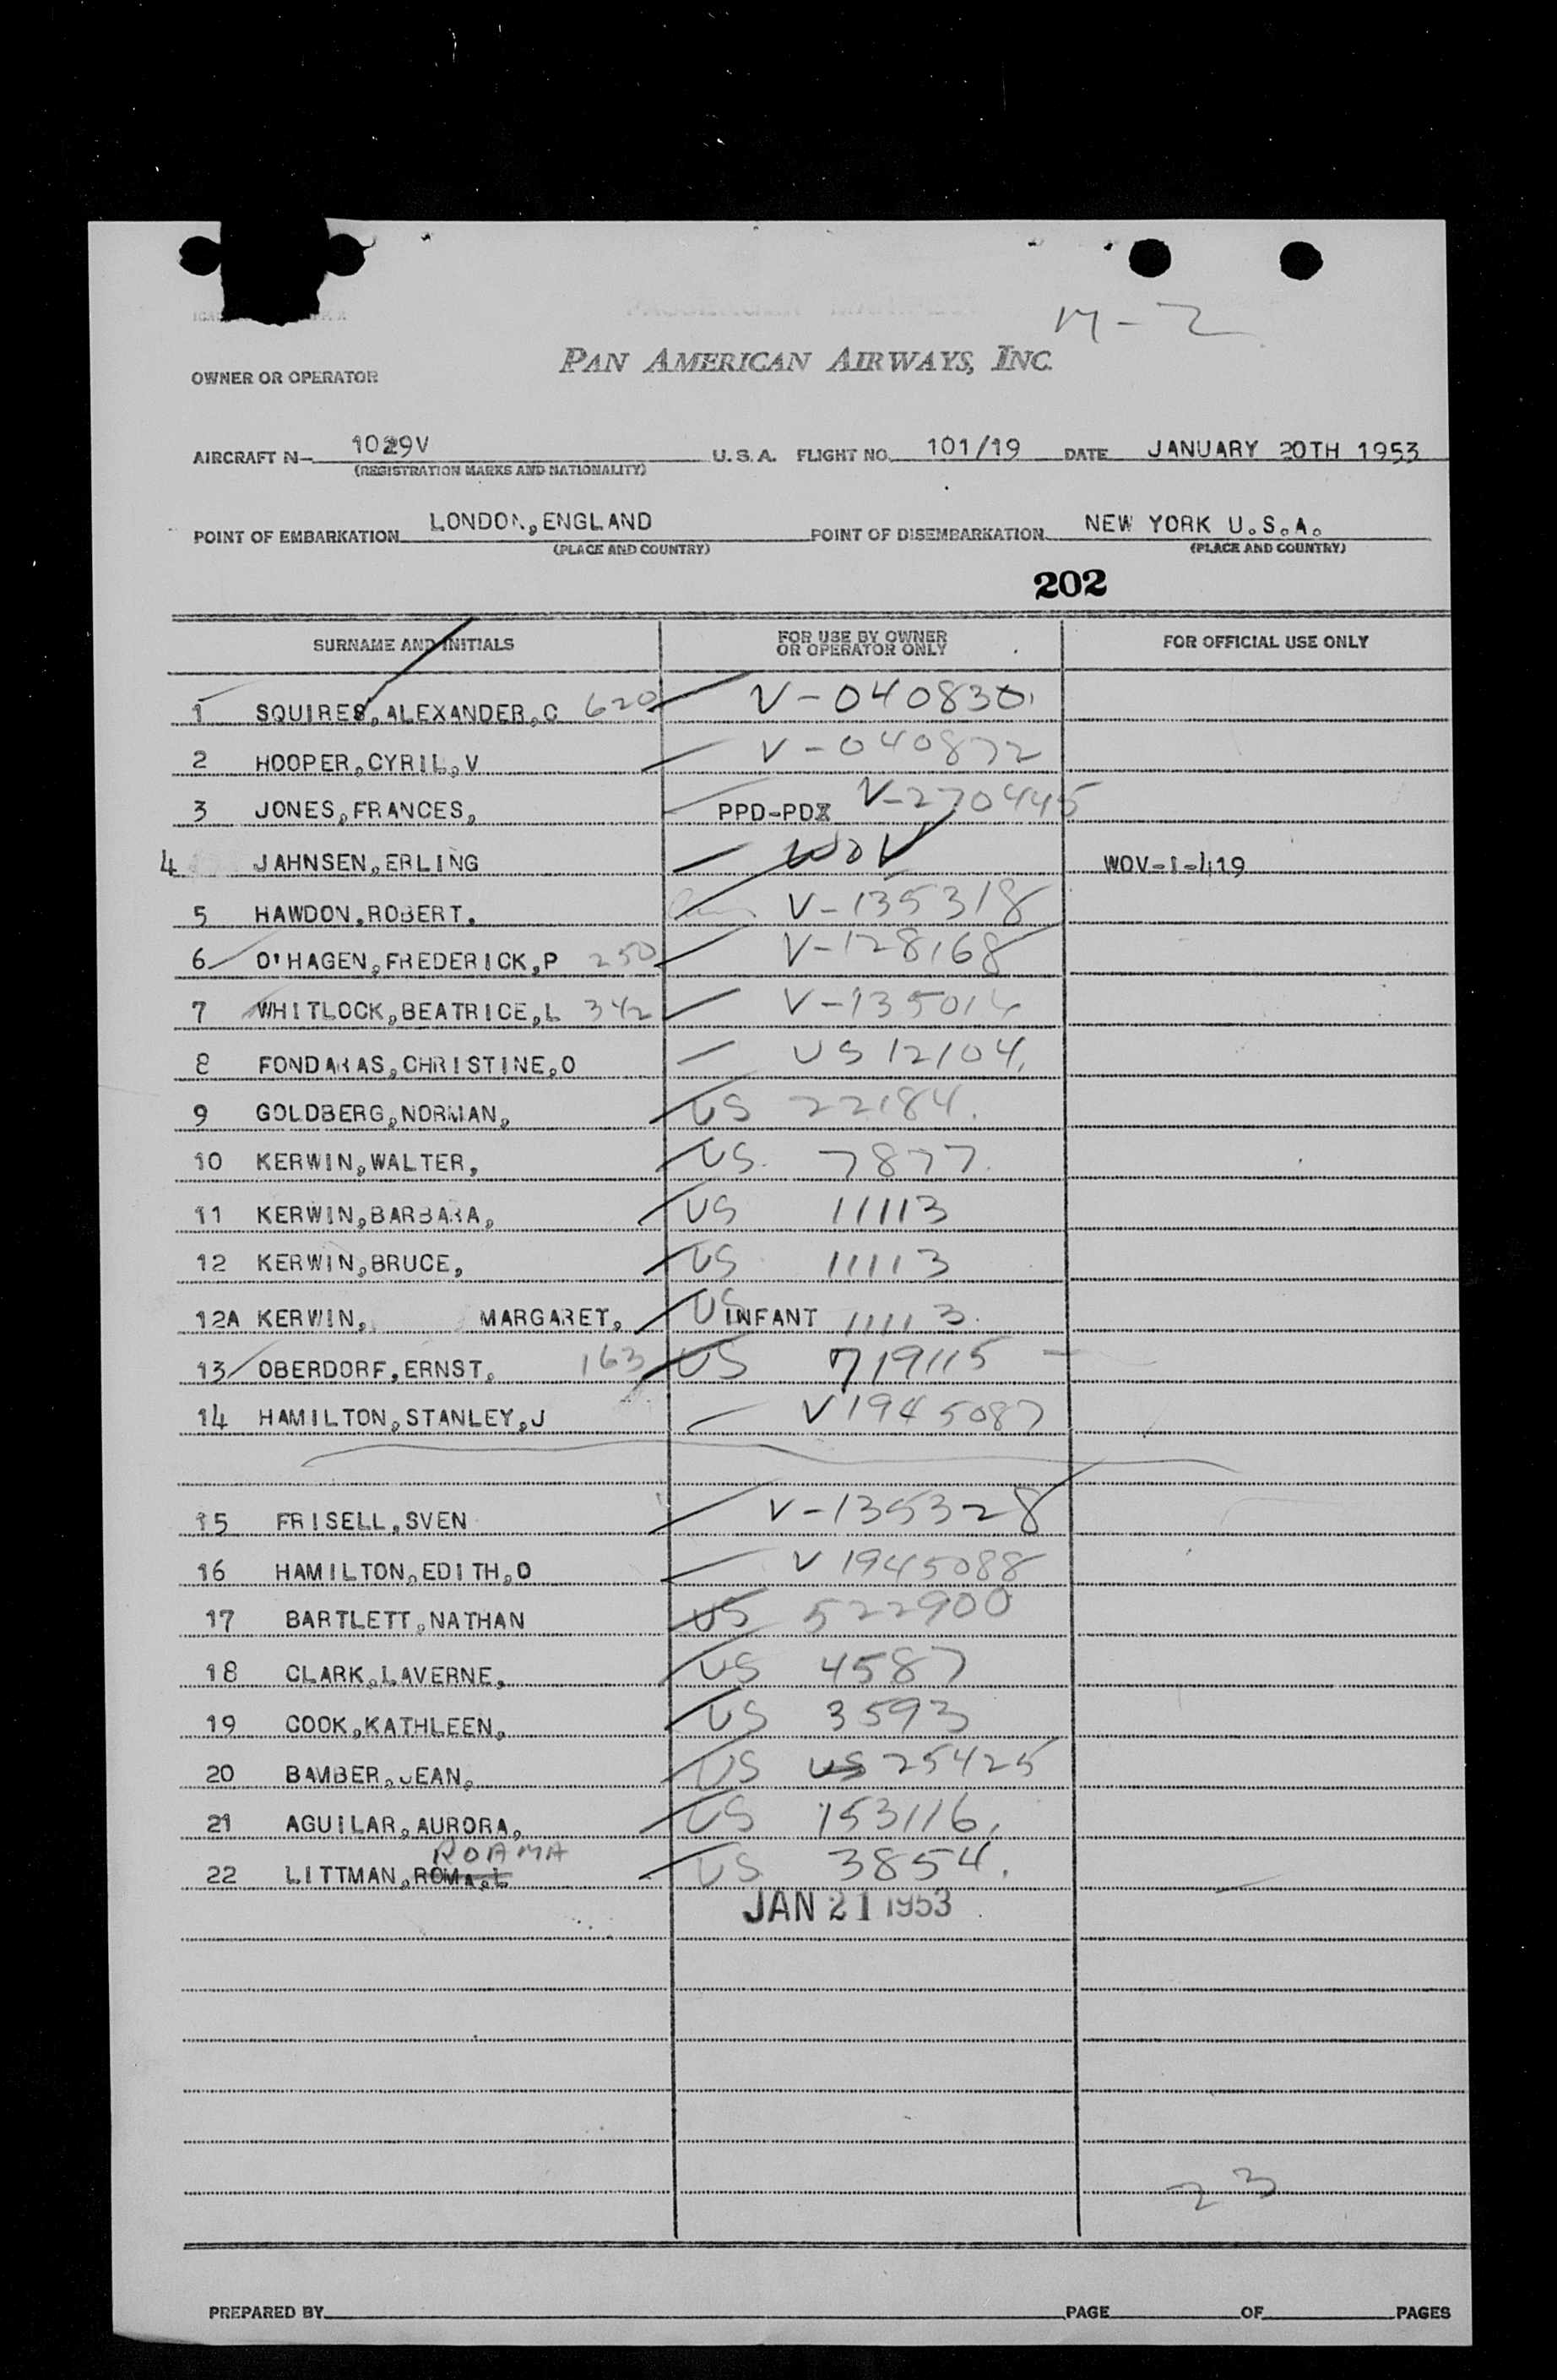 M-2
PAN AMERICAN AIRWAYS, INC.
OWNER OR OPERATOR
AIRCRAFT N- 1029V U.S.A. FLIGHT NO. 101/19 DATE JANUARY 20TH 1953
(REGISTRATION MARKS AND NATIONALITY)
POINT OF EMBARKATION LONDON,ENGLAND POINT OF DISEMBARKATION NEW YORK U.S.A.
(PLACE AND COUNTRY) (PLACE AND COUNTRY)
202
SURNAME AND INITIALS FOR USE BY OWNER OR OPERATOR ONLY FOR OFFICIAL USE ONLY
1 SQUIRES,ALEXANDER,C 620 V-040830
2 HOOPER,CYRIL,V V-040872
3 JONES,FRANCES, PPD-PDX V-270445
4 JAHNSEN,ERLING WOV WOV-1-419
5 HAWDON,ROBERT. V-135318
6 O'HAGEN,FREDERICK,P 250 V-128168
7 WHITLOCK,BEATRICE,L 342 V-135014
8 FONDARAS,CHRISTINE,O US 12104.
9 GOLDBERG,NORMAN, US 22184.
10 KERWIN,WALTER, US. 7877.
11 KERWIN,BARBARA, US 11113
12 KERWIN,BRUCE, US 11113
12A KERWIN, MARGARET, US INFANT 11113.
13 OBERDORF,ERNST, 163 US 719115
14 HAMILTON,STANLEY,J V1945087
15 FRISELL,SVEN V-135328
16 HAMILTON,EDITH,O V 1945088
17 BARTLETT,NATHAN US 522900
18 CLARK,LAVERNE, US 4587
19 COOK,KATHLEEN, US 3593
20 BAMBER,JEAN, US US 25425
21 AGUILAR,AURORA, US 153116.
ROAMA
22 LITTMAN,ROMA,L US. 3854.
JAN 21 1953
23
PREPARED BY PAGE OF PAGES